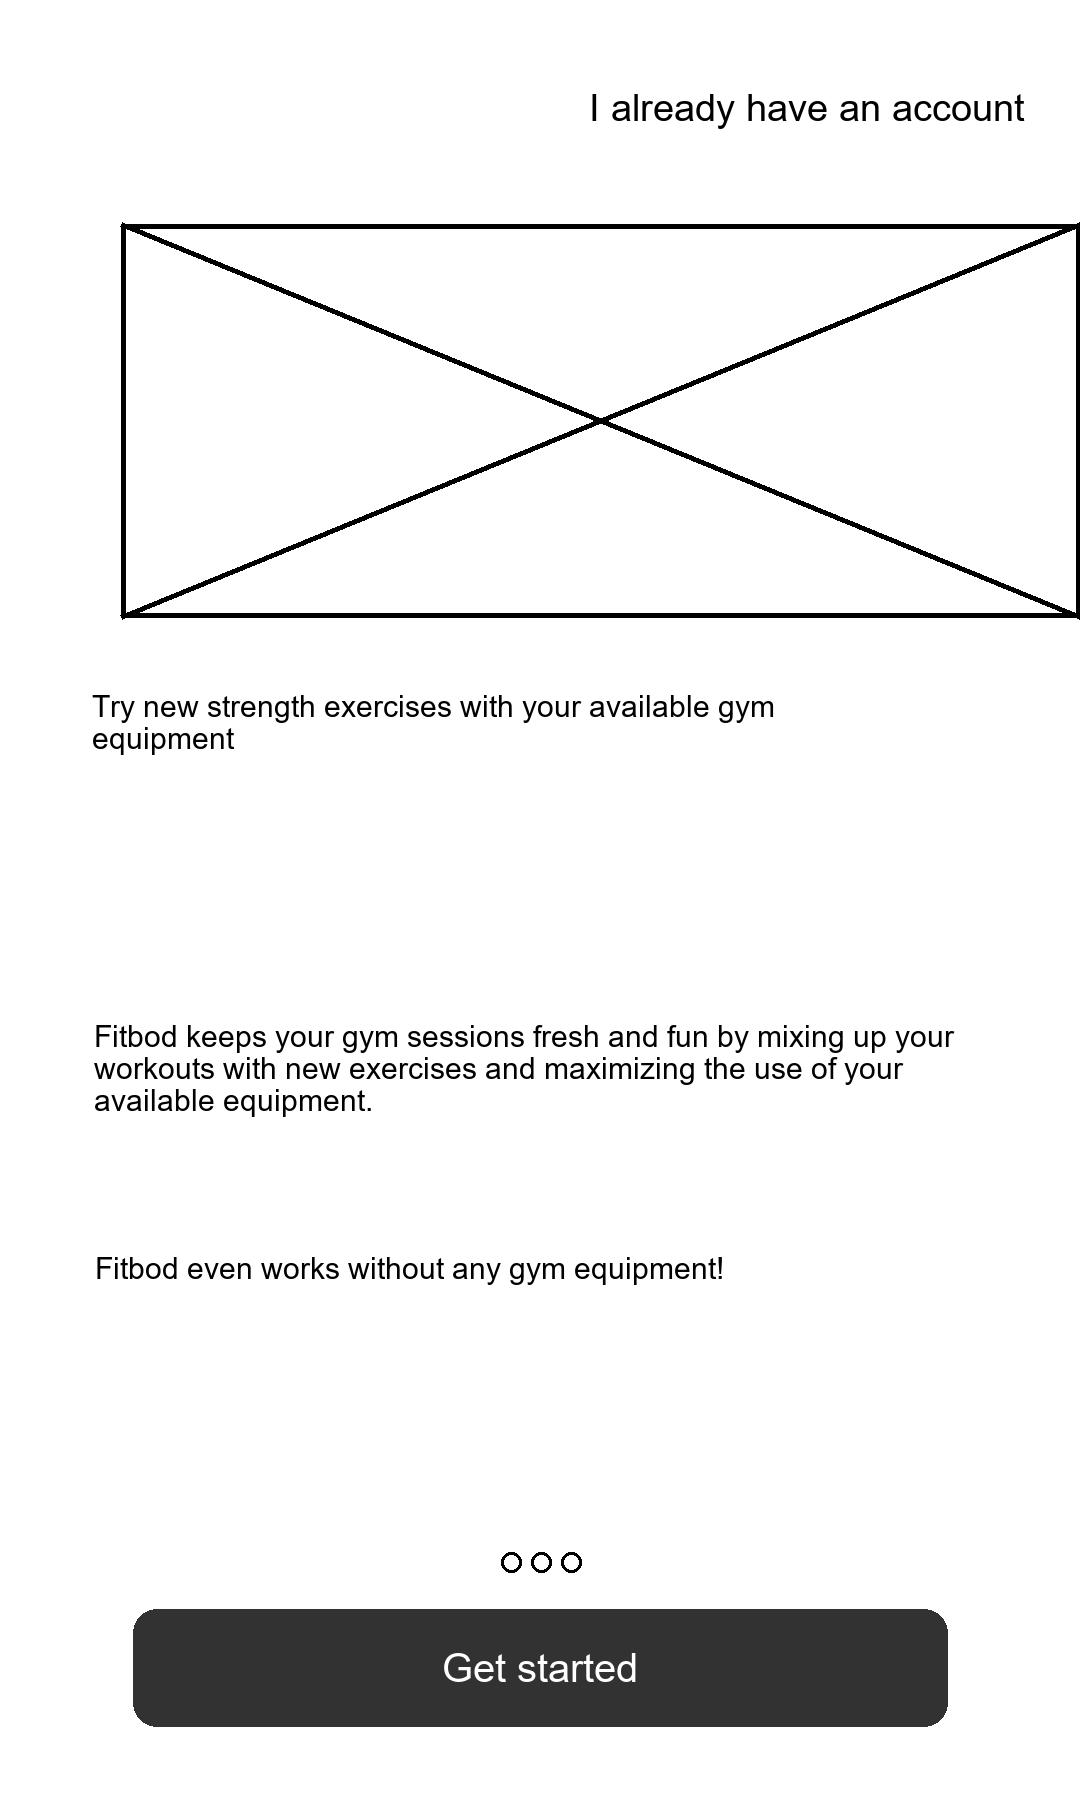 I already have an account
Try new strength exercises with your available gym
equipment
Fitbod keeps your gym sessions fresh and fun by mixing up your
workouts with new exercises and maximizing the use of your
available equipment.
Fitbod even works without any gym equipment!
Get started